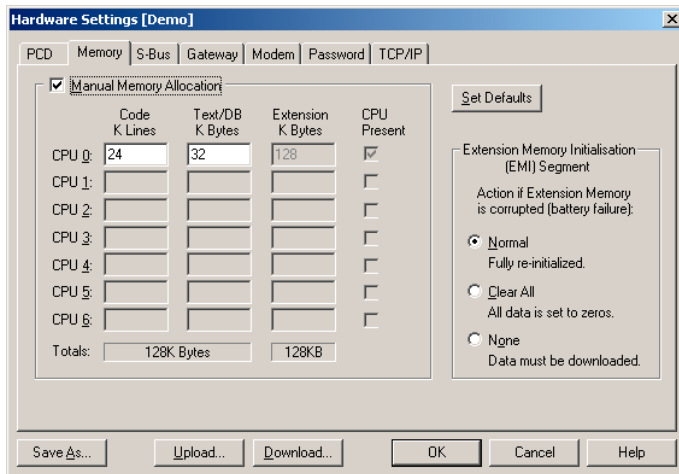 Hardware Settings [Demo]
PCD Memory S-Bus Gateway Modem Password TCP/IP
Manual Memory Allocation
Code K Lines
Text/DB K Bytes
Extension K Bytes
CPU Present
CPU 0: 24 32 128
CPU 1:
CPU 2:
CPU 3:
CPU 4:
CPU 5:
CPU 6:
Totals: 128K Bytes 128KB
Set Defaults
Extension Memory Initialisation
(EMI) Segment
Action if Extension Memory
is corrupted (battery failure):
Normal
Fully re-initialized.
Clear All
All data is set to zeros.
None
Data must be downloaded.
Save As... Upload... Download... OK Cancel Help